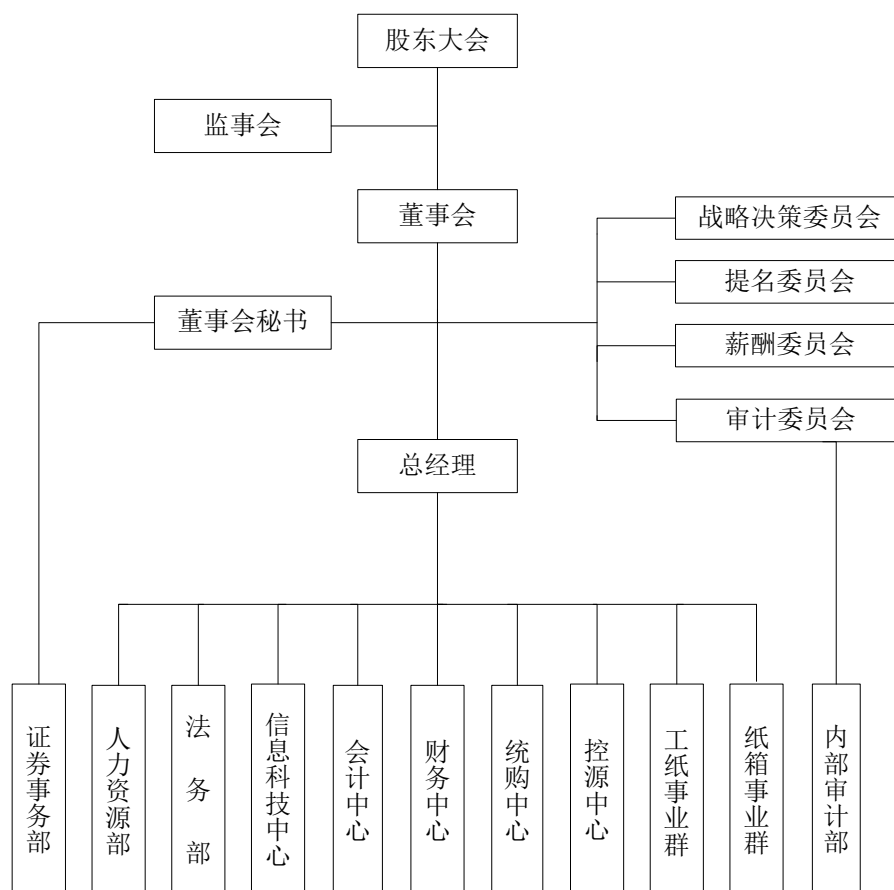 股东大会
监事会
董事会
战略决策委员会
提名委员会
董事会秘书
薪酬委员会
审计委员会
总经理
证券事务部
人力资源部
法务部
信息科技中心
会计中心
财务中心
统购中心
控源中心
工纸事业群
纸箱事业群
内部审计部